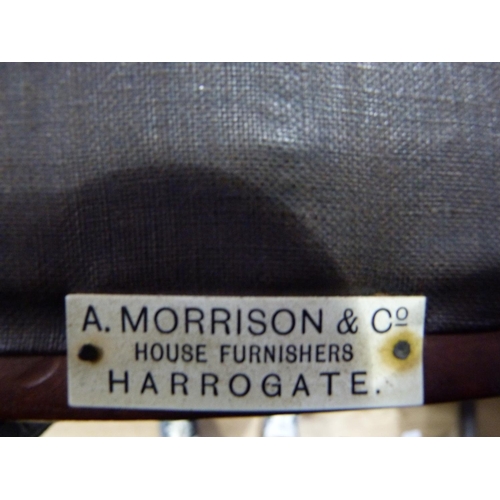 A. MORRISON & Co
HOUSE FURNISHERS
HARROGATE.